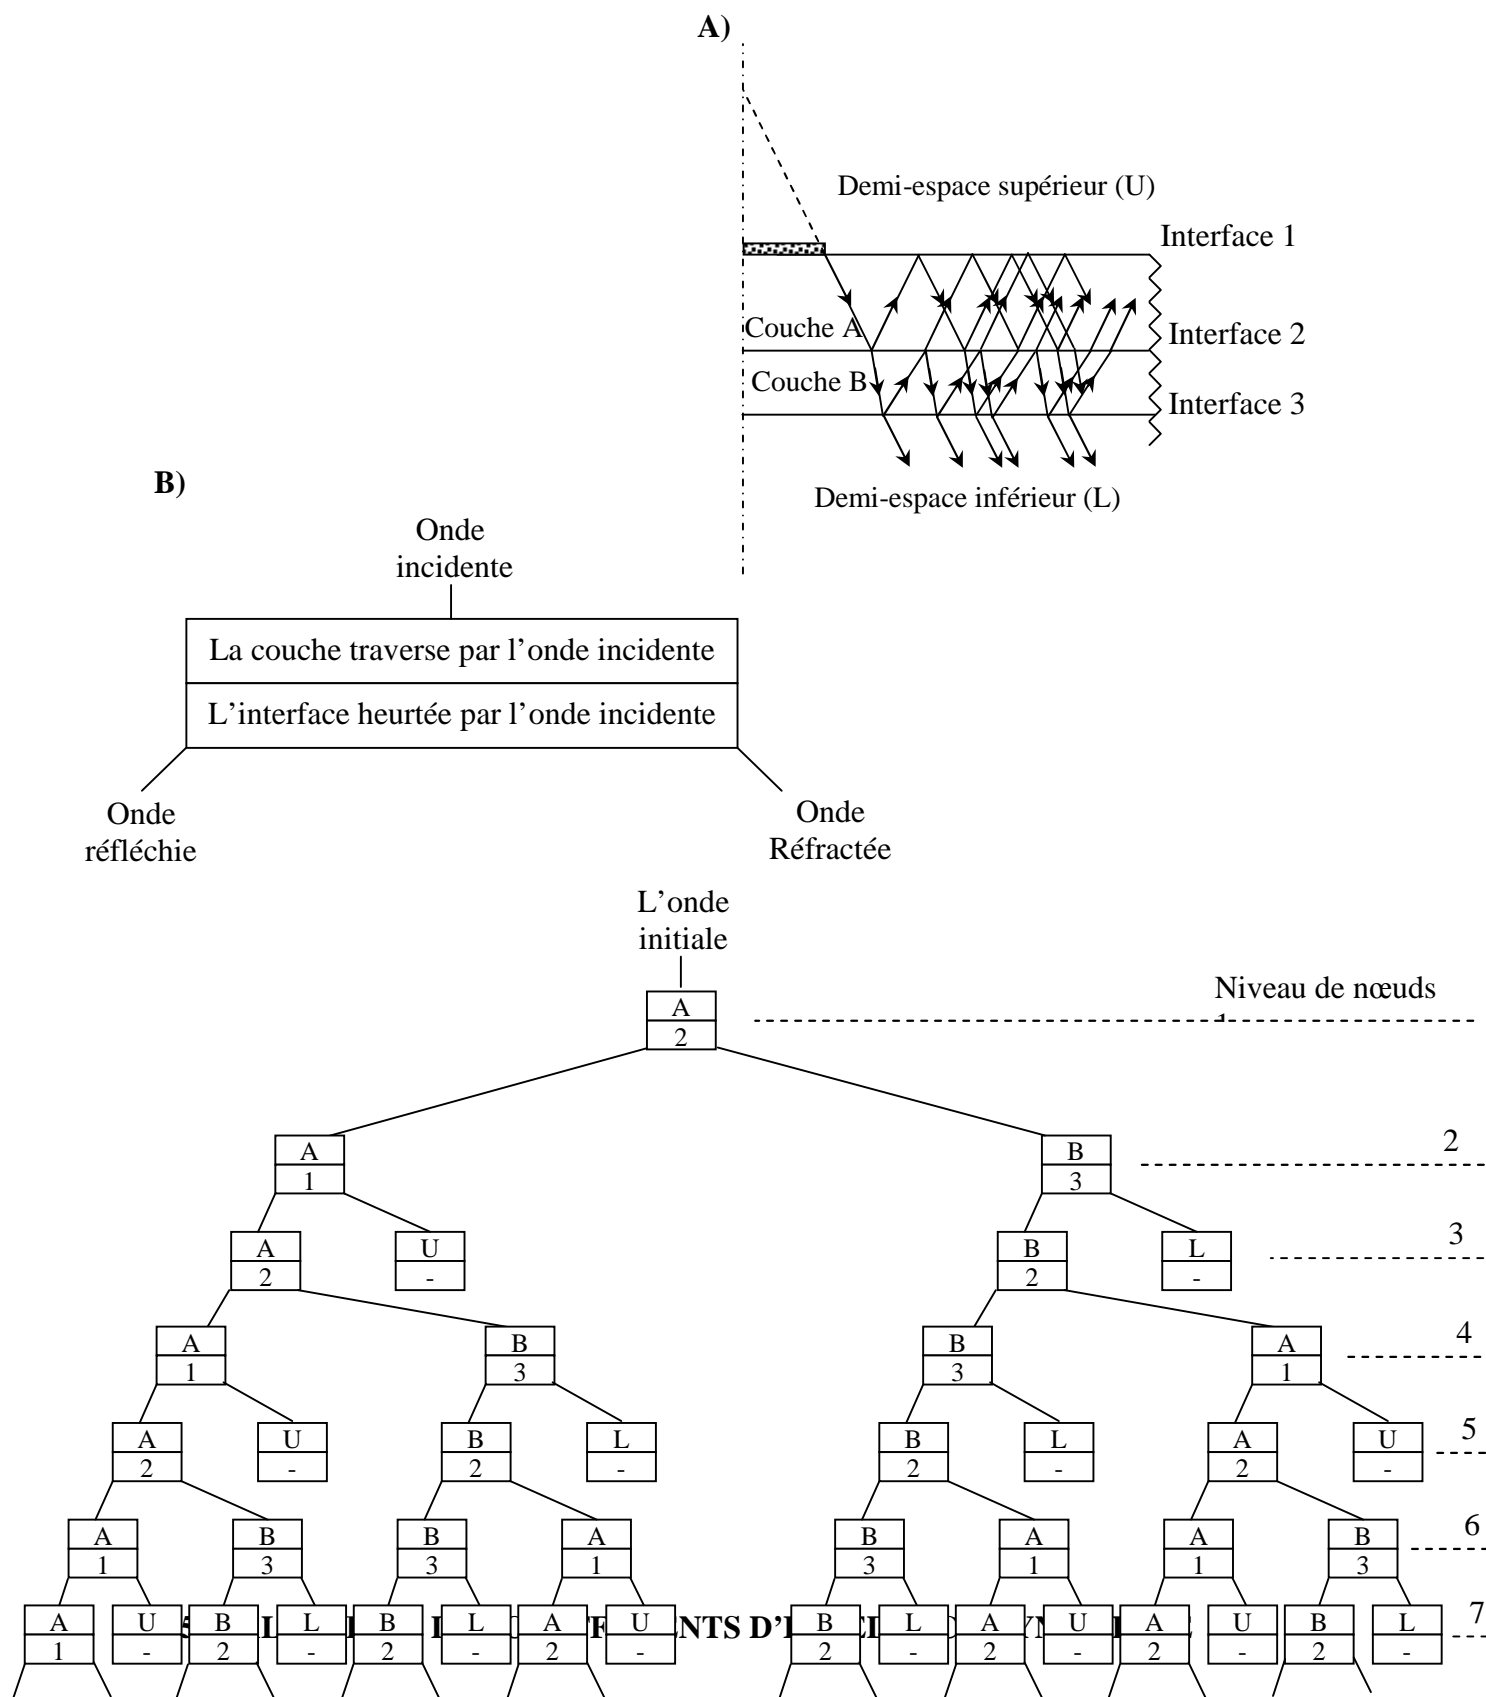 A)
Demi-espace supérieur (U)
Interface 1
Couche A
Interface 2
Couche B
Interface 3
Demi-espace inférieur (L)
B)
Onde
incidente
La couche traverse par l’onde incidente
L’interface heurtée par l’onde incidente
Onde
réfléchie
Onde
Réfractée
L’onde
initiale
Niveau de nœuds
A
2
2
A B
1 3
3
A U B L
2 - 2 -
4
A B B A
1 3 3 1
5
A U B L B L A U
2 - 2 - 2 - 2 -
6
A B B A B A A B
1 3 3 1 3 1 1 3
7
A U B L B L A U B L A U A U B L
1 - 2 - 2 - 2 - 2 - 2 - 2 - 2 -